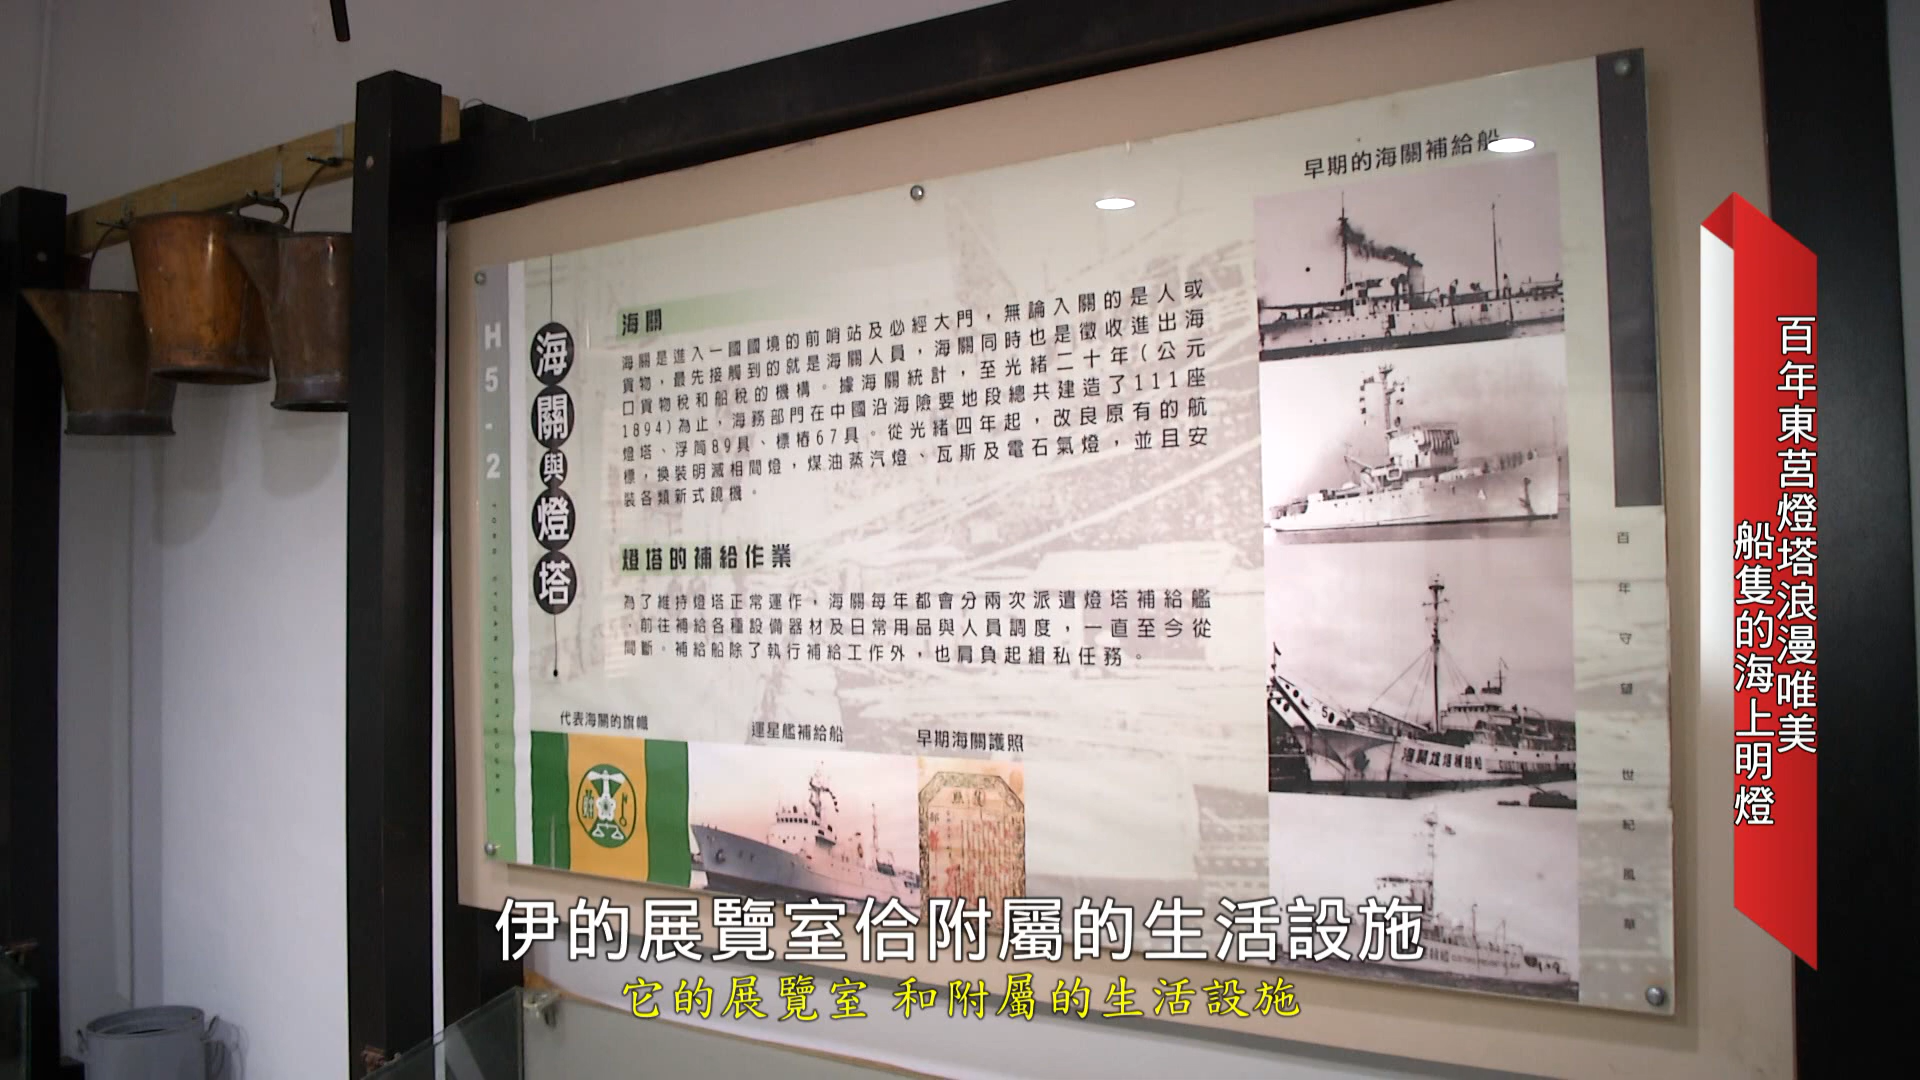 早期的海關補給船
H5-2
海關與燈塔
海關
海關是進入一國國境的前哨站及必經大門，無論入關的是人或
貨物，最先接觸到的就是海關人員，海關同時也是徵收進出海
口貨物稅和船稅的機構。據海關統計，至光緒二十年(公元
1894)為止，海務部門在中國沿海險要地段總共建造了111座
燈塔、浮筒89具、標樁67具。從光緒四年起，改良原有的航
標，換裝明滅相間燈，煤油蒸汽燈、瓦斯及電石氣燈，並且安
裝各類新式鏡機。
燈塔的補給作業
為了維持燈塔正常運作，海關每年都會分兩次派遣燈塔補給艦
，前往補給各種設備器材及日常用品與人員調度，一直至今從
間斷。補給船除了執行補給工作外，也肩負起緝私任務。
代表海關的旗幟
運星艦補給船
早期海關護照
海關燈塔補給船
百年守望世紀風華
百年東莒燈塔浪漫唯美
船隻的海上明燈
伊的展覽室佮附屬的生活設施
它的展覽室 和附屬的生活設施